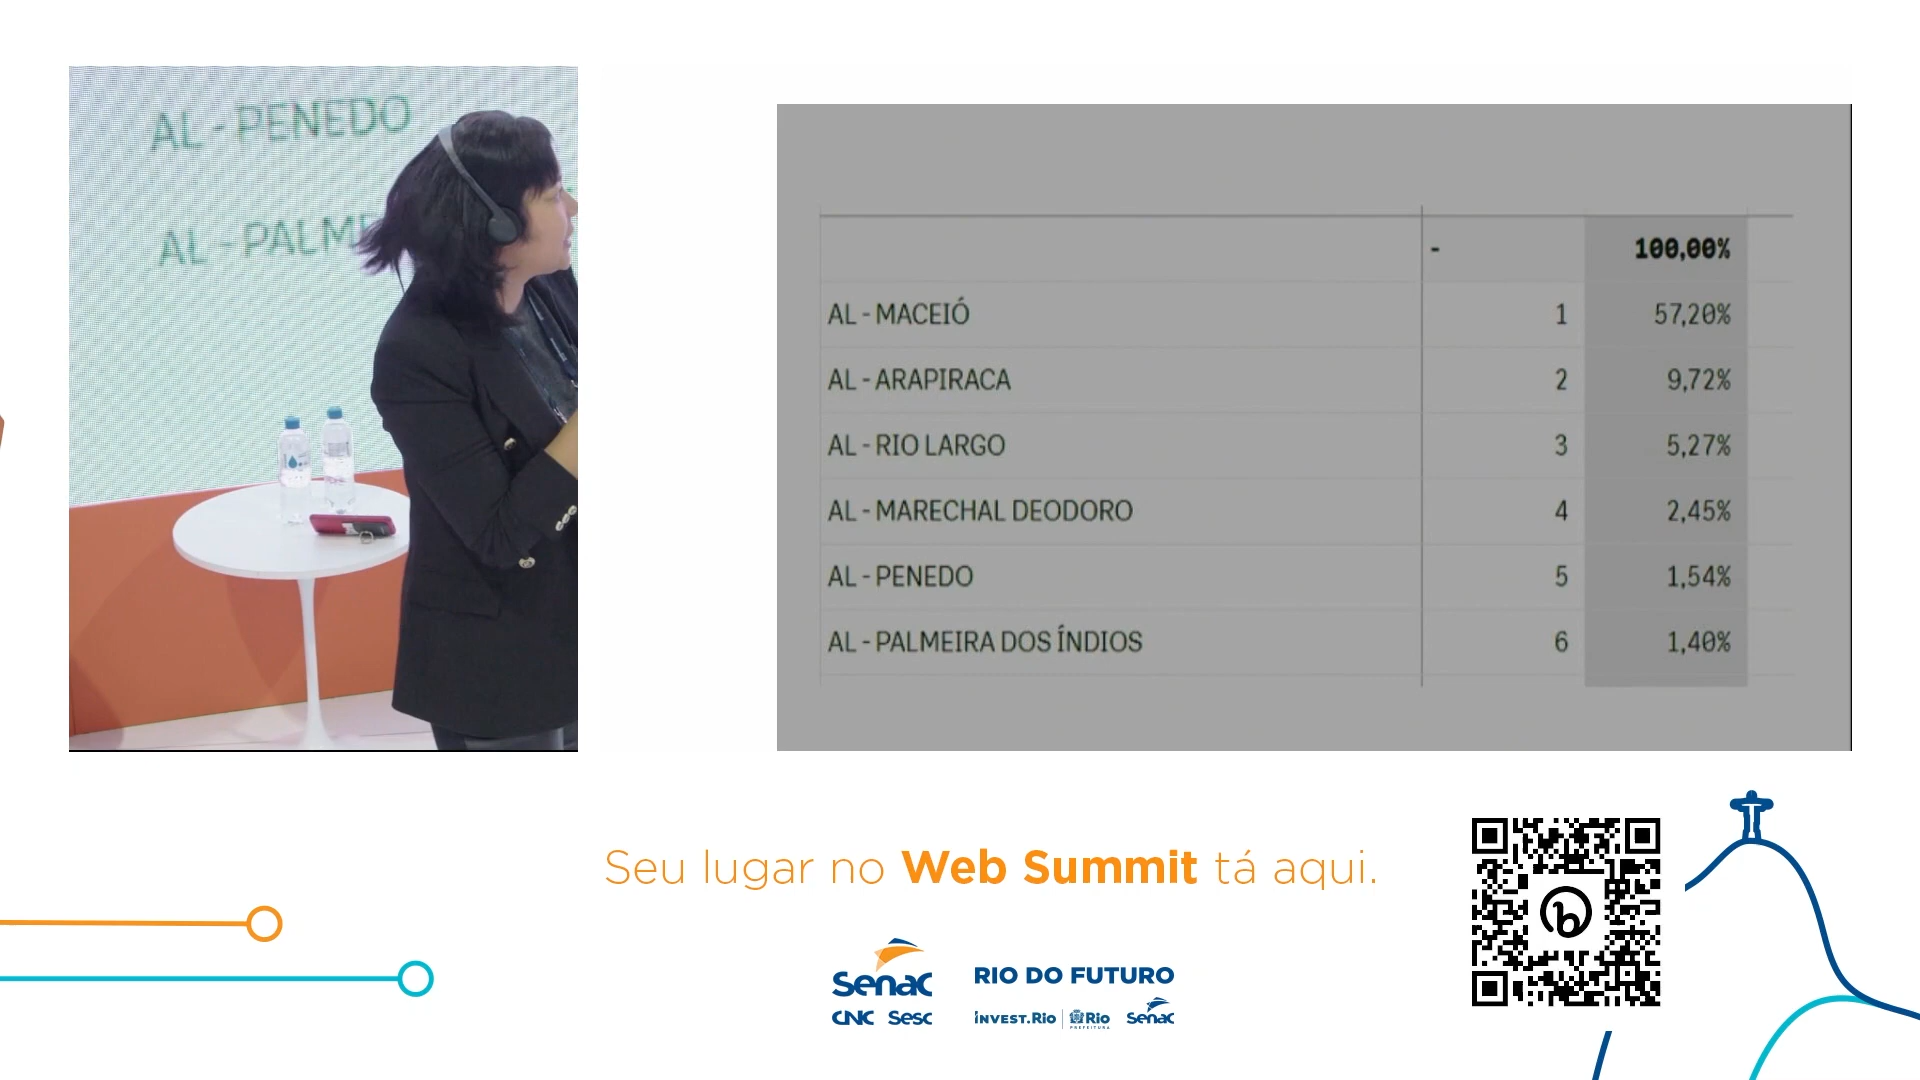 AL - PENEDO
AL - PALME
- 100,00%
AL - MACEIÓ 1 57,20%
AL - ARAPIRACA 2 9,72%
AL - RIO LARGO 3 5,27%
AL - MARECHAL DEODORO 4 2,45%
AL - PENEDO 5 1,54%
AL - PALMEIRA DOS ÍNDIOS 6 1,40%
Seu lugar no Web Summit tá aqui.
Senac
CNC Sesc
RIO DO FUTURO
INVEST.Rio Rio PREFEITURA Senac
b